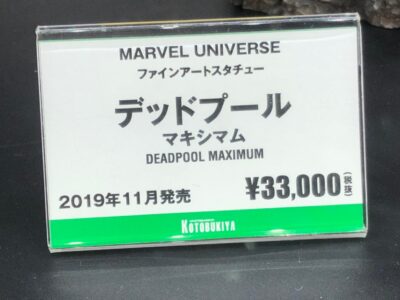 MARVEL UNIVERSE
ファインアートスタチュー
デッドプール
マキシマム
DEADPOOL MAXIMUM
2019年11月発売
¥33,000(税抜)
KOTOBUKIYA